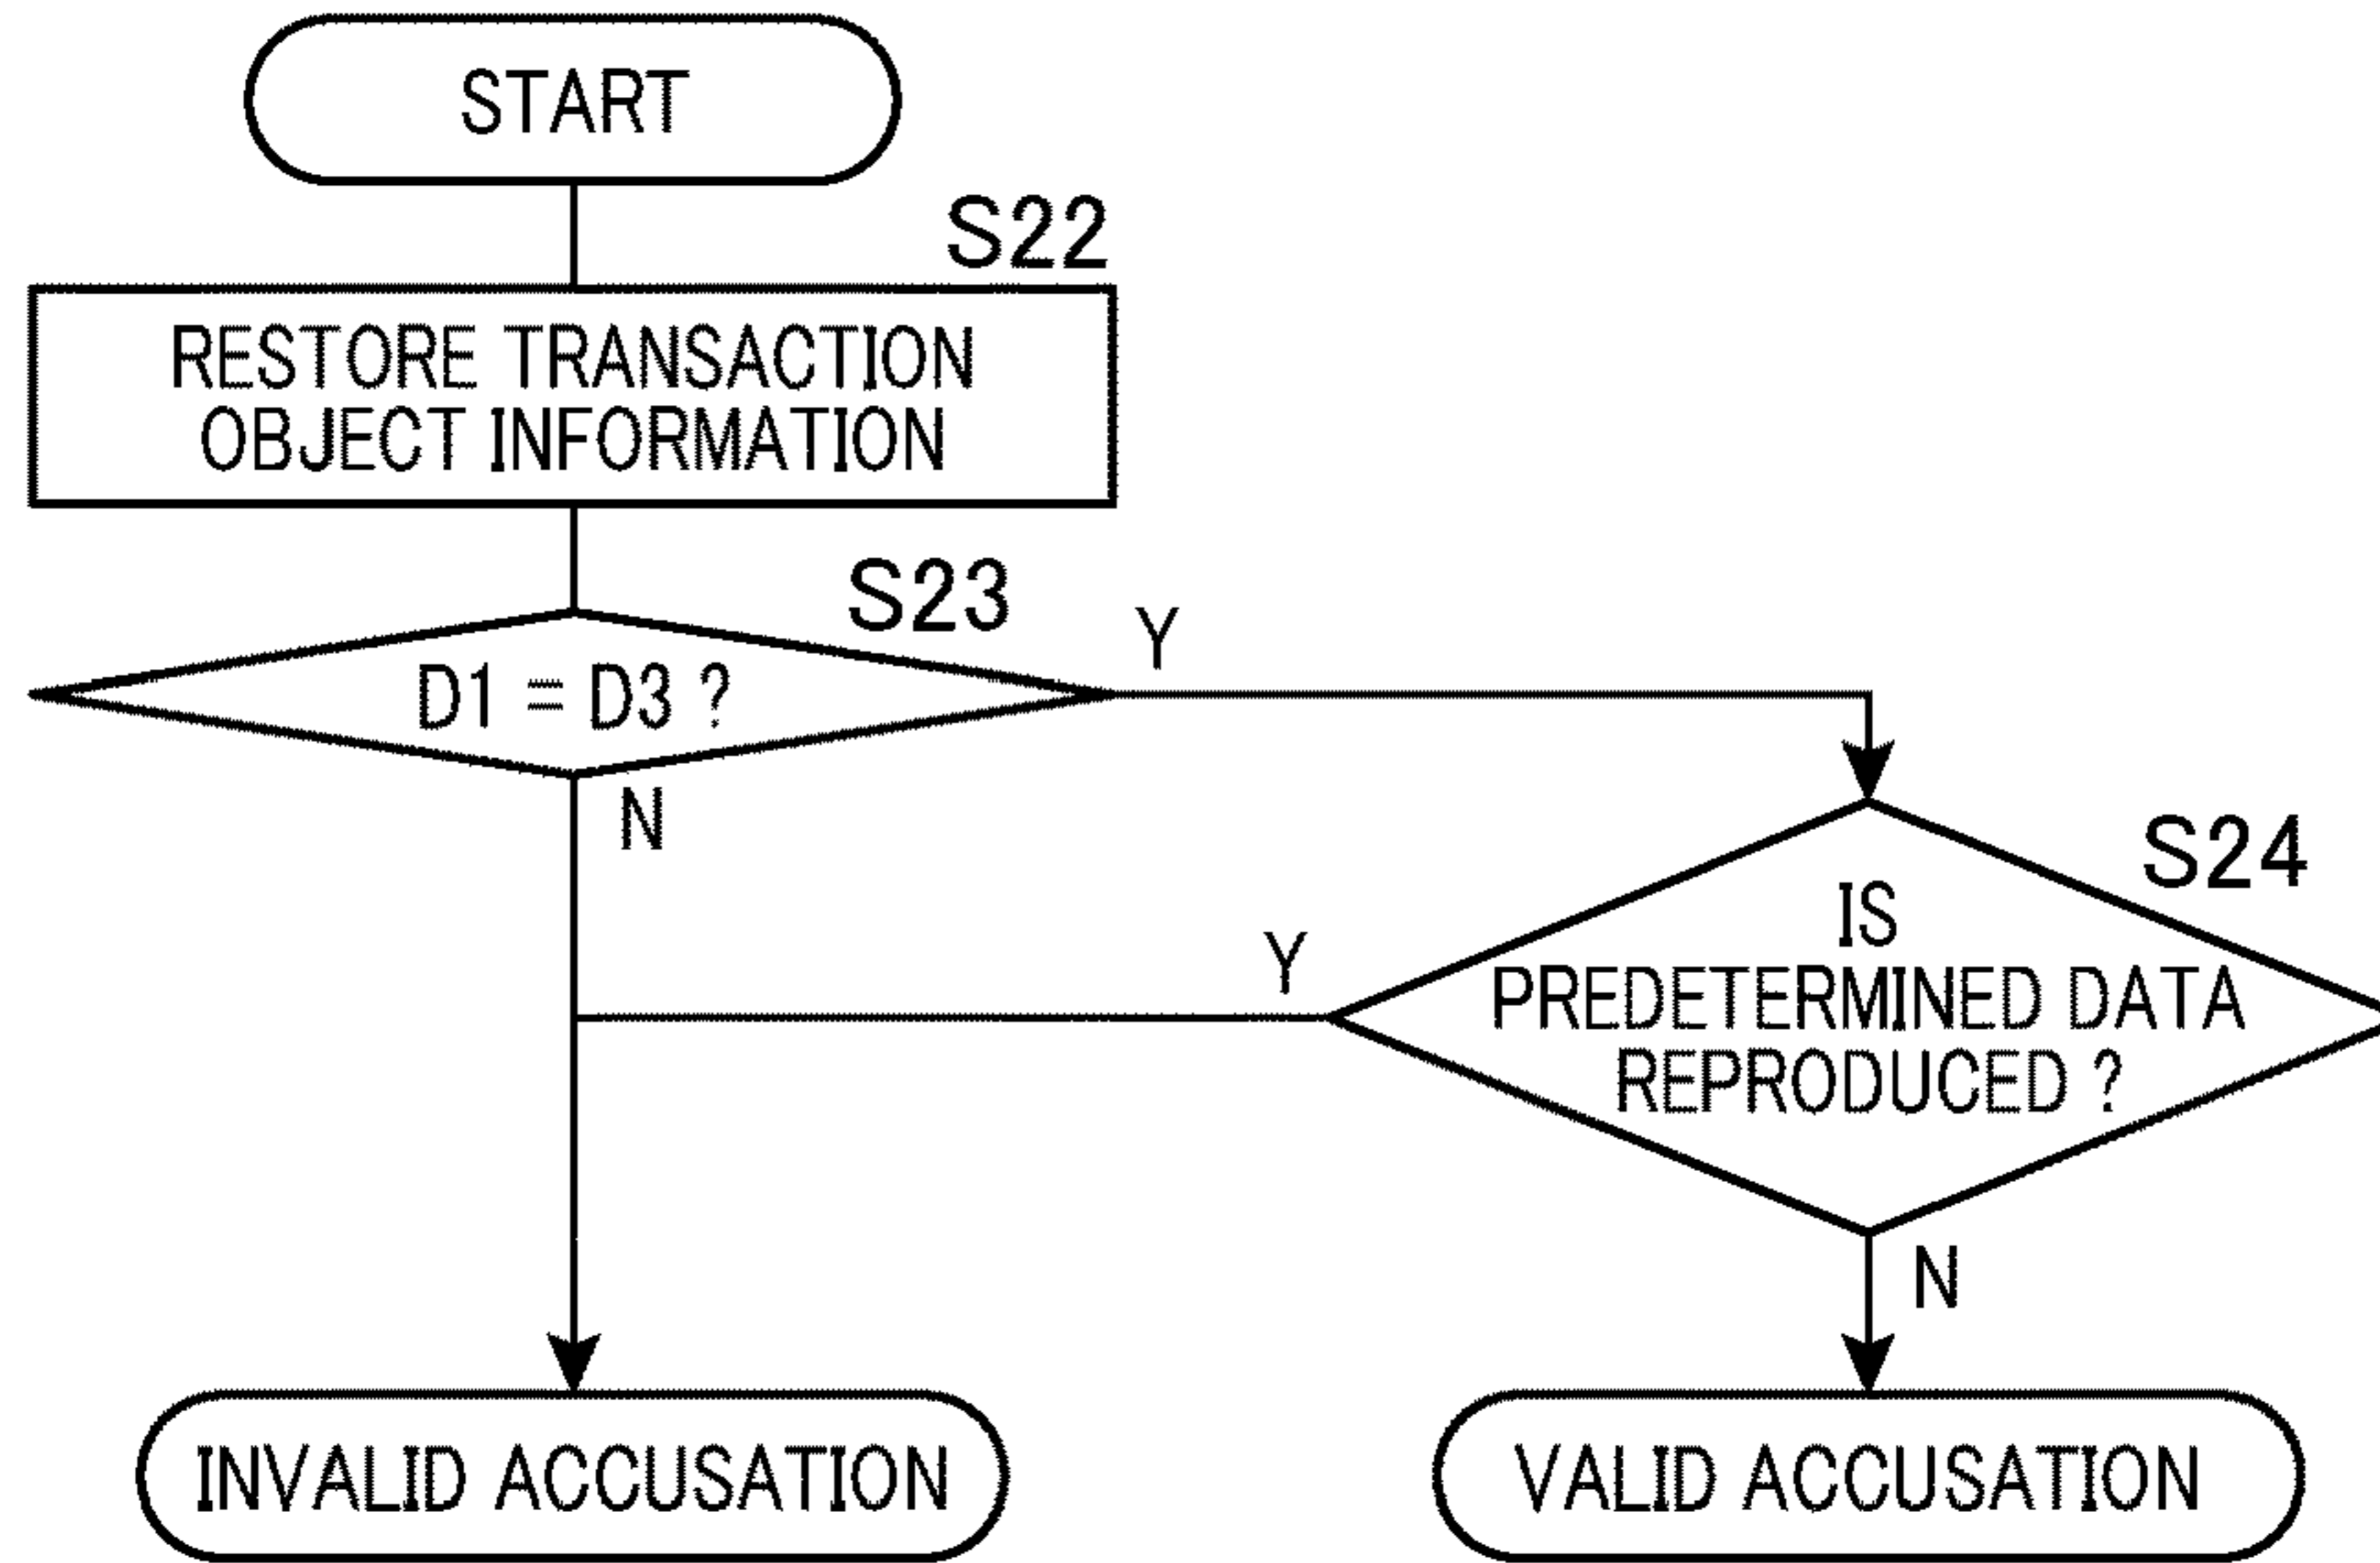 START
S22
RESTORE TRANSACTION
OBJECT INFORMATION
S23
D1 = D3 ?
Y
N
S24
IS
PREDETERMINED DATA
REPRODUCED ?
Y
N
INVALID ACCUSATION
VALID ACCUSATION